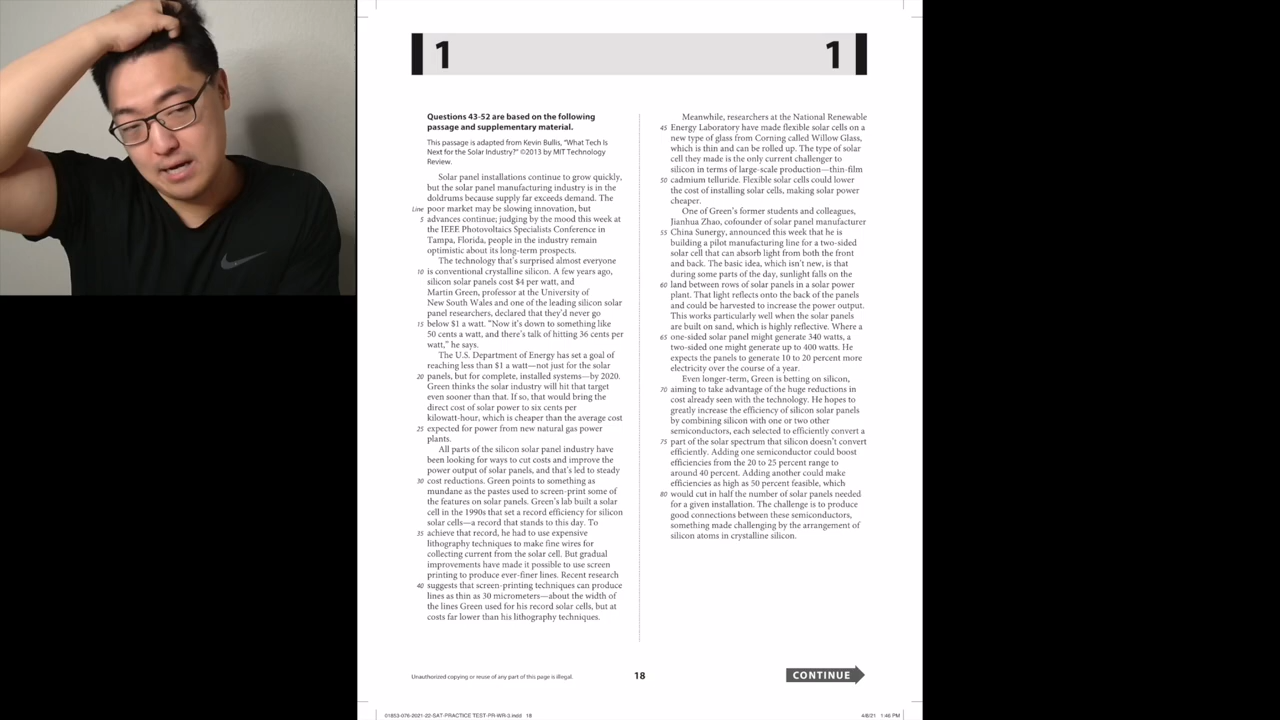 1
1
Questions 43-52 are based on the following
passage and supplementary material.
This passage is adapted from Kevin Bullis, "What Tech Is
Next for the Solar Industry?" ©2013 by MIT Technology
Review.
Solar panel installations continue to grow quickly,
but the solar panel manufacturing industry is in the
doldrums because supply far exceeds demand. The
Line poor market may be slowing innovation, but
5 advances continue; judging by the mood this week at
the IEEE Photovoltaics Specialists Conference in
Tampa, Florida, people in the industry remain
optimistic about its long-term prospects.
The technology that's surprised almost everyone
10 is conventional crystalline silicon. A few years ago,
silicon solar panels cost $4 per watt, and
Martin Green, professor at the University of
New South Wales and one of the leading silicon solar
panel researchers, declared that they'd never go
15 below $1 a watt. "Now it's down to something like
50 cents a watt, and there's talk of hitting 36 cents per
watt," he says.
The U.S. Department of Energy has set a goal of
reaching less than $1 a watt—not just for the solar
20 panels, but for complete, installed systems—by 2020.
Green thinks the solar industry will hit that target
even sooner than that. If so, that would bring the
direct cost of solar power to six cents per
kilowatt-hour, which is cheaper than the average cost
25 expected for power from new natural gas power
plants.
All parts of the silicon solar panel industry have
been looking for ways to cut costs and improve the
power output of solar panels, and that's led to steady
30 cost reductions. Green points to something as
mundane as the pastes used to screen-print some of
the features on solar panels. Green's lab built a solar
cell in the 1990s that set a record efficiency for silicon
solar cells—a record that stands to this day. To
35 achieve that record, he had to use expensive
lithography techniques to make fine wires for
collecting current from the solar cell. But gradual
improvements have made it possible to use screen
printing to produce ever-finer lines. Recent research
40 suggests that screen-printing techniques can produce
lines as thin as 30 micrometers—about the width of
the lines Green used for his record solar cells, but at
costs far lower than his lithography techniques.
Meanwhile, researchers at the National Renewable
45 Energy Laboratory have made flexible solar cells on a
new type of glass from Corning called Willow Glass,
which is thin and can be rolled up. The type of solar
cell they made is the only current challenger to
silicon in terms of large-scale production—thin-film
50 cadmium telluride. Flexible solar cells could lower
the cost of installing solar cells, making solar power
cheaper.
One of Green's former students and colleagues,
Jianhua Zhao, cofounder of solar panel manufacturer
55 China Sunergy, announced this week that he is
building a pilot manufacturing line for a two-sided
solar cell that can absorb light from both the front
and back. The basic idea, which isn't new, is that
during some parts of the day, sunlight falls on the
60 land between rows of solar panels in a solar power
plant. That light reflects onto the back of the panels
and could be harvested to increase the power output.
This works particularly well when the solar panels
are built on sand, which is highly reflective. Where a
65 one-sided solar panel might generate 340 watts, a
two-sided one might generate up to 400 watts. He
expects the panels to generate 10 to 20 percent more
electricity over the course of a year.
Even longer-term, Green is betting on silicon,
70 aiming to take advantage of the huge reductions in
cost already seen with the technology. He hopes to
greatly increase the efficiency of silicon solar panels
by combining silicon with one or two other
semiconductors, each selected to efficiently convert a
75 part of the solar spectrum that silicon doesn't convert
efficiently. Adding one semiconductor could boost
efficiencies from the 20 to 25 percent range to
around 40 percent. Adding another could make
efficiencies as high as 50 percent feasible, which
80 would cut in half the number of solar panels needed
for a given installation. The challenge is to produce
good connections between these semiconductors,
something made challenging by the arrangement of
silicon atoms in crystalline silicon.
Unauthorized copying or reuse of any part of this page is illegal.
18
CONTINUE
01853-076-2021-22-SAT-PRACTICE TEST-PR-WR-3.indd 18
4/8/21 1:46 PM